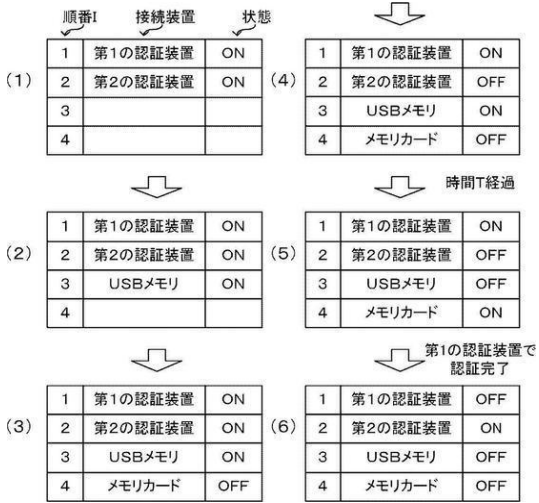 順番I 接続装置 状態
(1)
1 第1の認証装置 ON
2 第2の認証装置 ON
3
4
(2)
1 第1の認証装置 ON
2 第2の認証装置 ON
3 USBメモリ ON
4
(3)
1 第1の認証装置 ON
2 第2の認証装置 ON
3 USBメモリ ON
4 メモリカード OFF
(4)
1 第1の認証装置 ON
2 第2の認証装置 OFF
3 USBメモリ ON
4 メモリカード OFF
時間T経過
(5)
1 第1の認証装置 ON
2 第2の認証装置 OFF
3 USBメモリ OFF
4 メモリカード ON
第1の認証装置で
認証完了
(6)
1 第1の認証装置 OFF
2 第2の認証装置 ON
3 USBメモリ OFF
4 メモリカード OFF